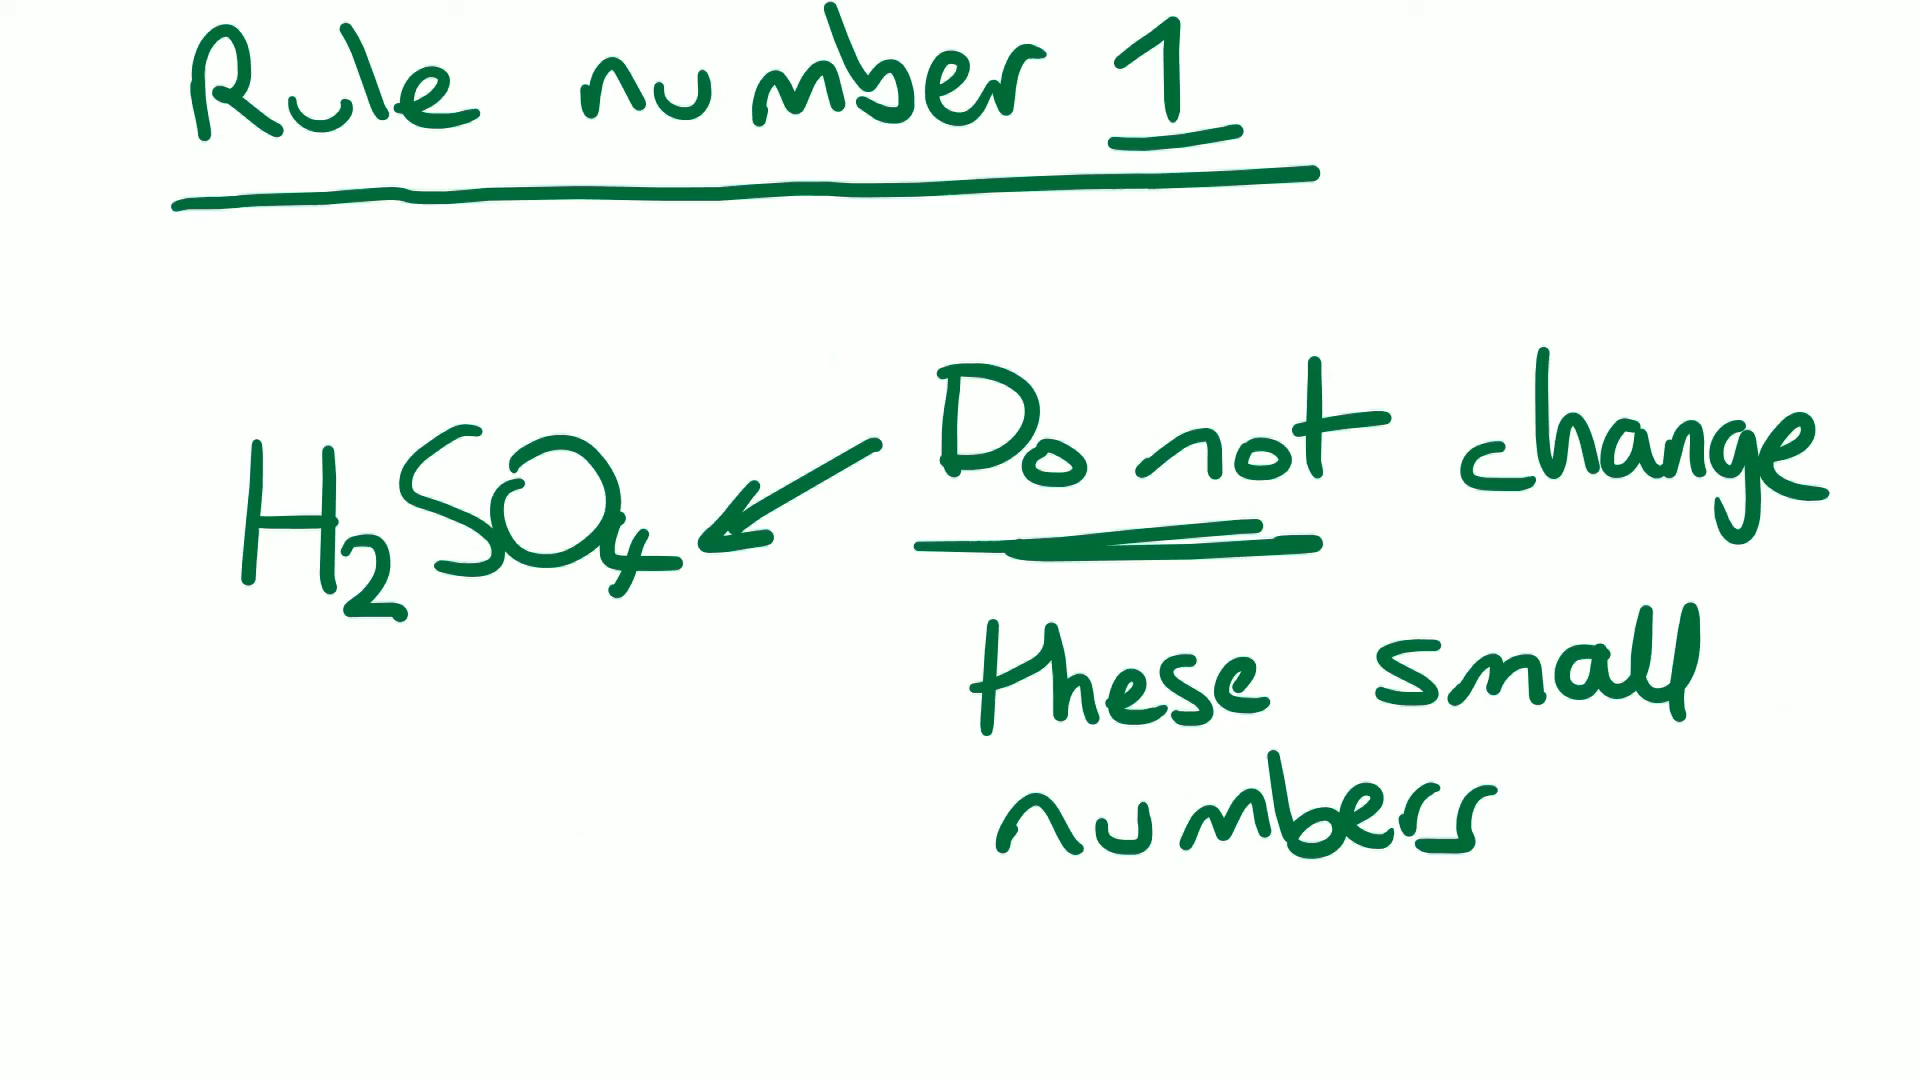 Rule number 1
H₂SO₄
Do not change
these small
numbers